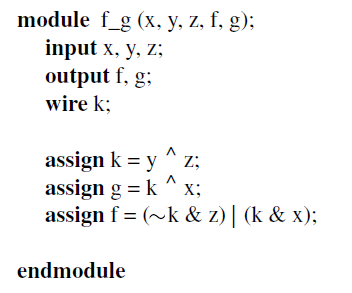 module f_g (x, y, z, f, g);
input x, y, z;
output f, g;
wire k;
assign k = y ^ z;
assign g = k ^ x;
assign f = (~k & z) | (k & x);
endmodule